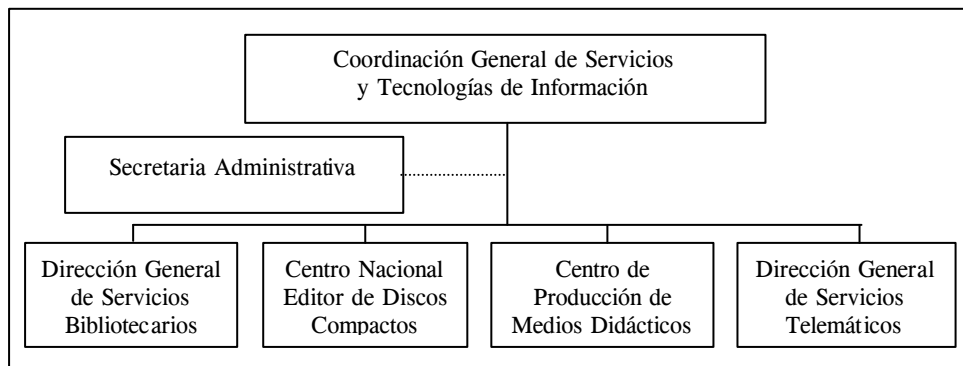 Coordinación General de Servicios
y Tecnologías de Información
Secretaria Administrativa
Dirección General
de Servicios
Bibliotecarios
Centro Nacional
Editor de Discos
Compactos
Centro de
Producción de
Medios Didácticos
Dirección General
de Servicios
Telemáticos